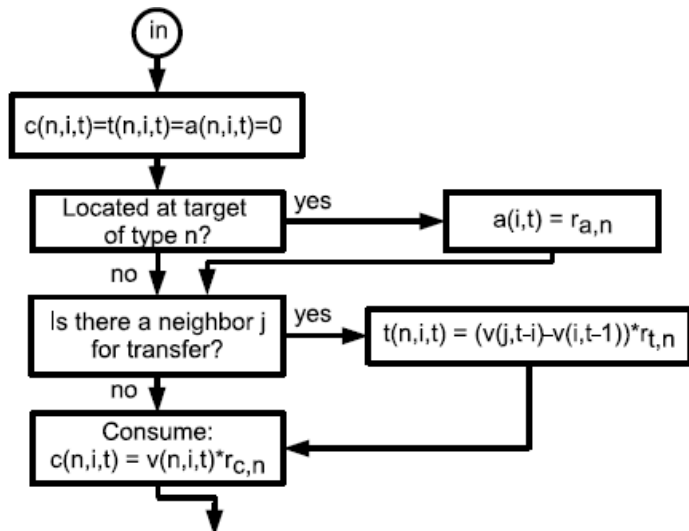 in
c(n,i,t)=t(n,i,t)=a(n,i,t)=0
Located at target
of type n?
yes
a(i,t) = ra,n
no
Is there a neighbor j
for transfer?
yes
t(n,i,t) = (v(j,t-i)-v(i,t-1))*rt,n
no
Consume:
c(n,i,t) = v(n,i,t)*rc,n